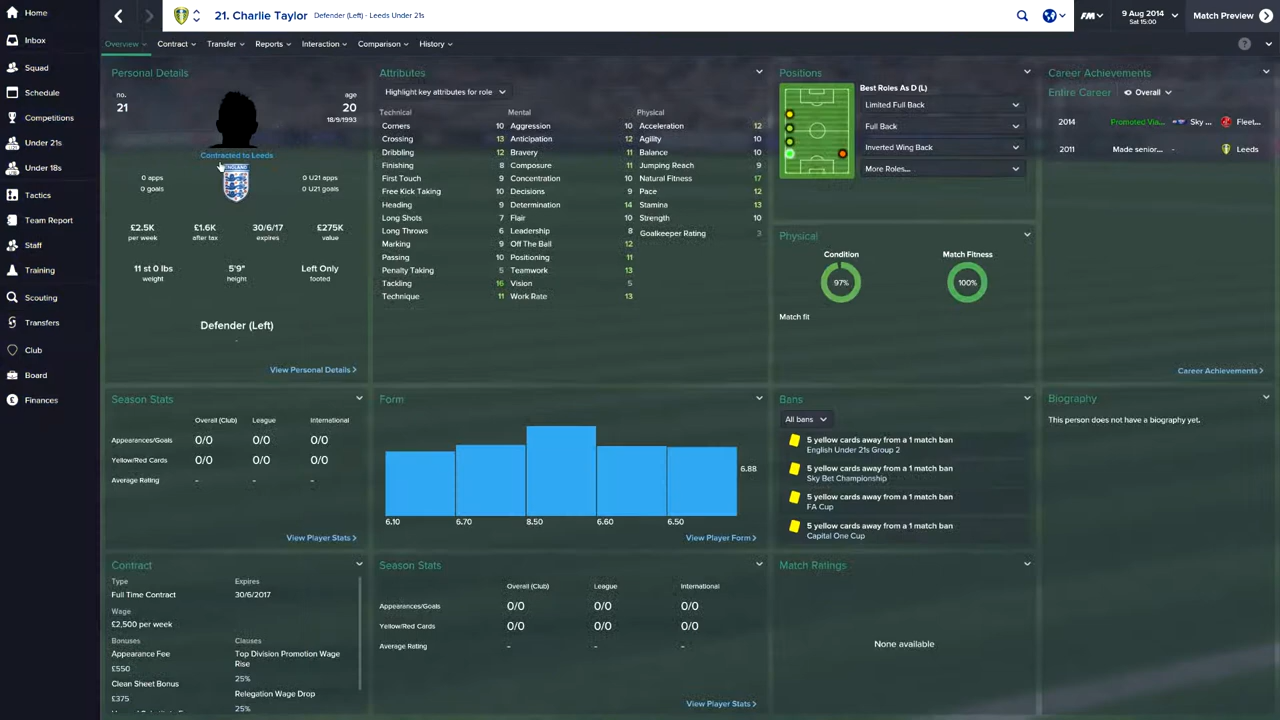 Home
21. Charlie Taylor
Defender (Left) - Leeds Under 21s
FM
9 Aug 2014
Sat 15:00
Match Preview
Inbox
Squad
Schedule
Competitions
Under 21s
Under 18s
Tactics
Team Report
Staff
Training
Scouting
Transfers
Club
Board
Finances
Overview
Contract
Transfer
Reports
Interaction
Comparison
History
?
Personal Details
no.
21
age
20
18/9/1993
Contracted to Leeds
0 apps
0 goals
0 U21 apps
0 U21 goals
£2.5K
per week
£1.6K
after tax
30/6/17
expires
£275K
value
11 st 0 lbs
weight
5'9"
height
Left Only
footed
Defender (Left)
-
View Personal Details >
Attributes
Highlight key attributes for role
Technical Mental Physical
Corners 10 Aggression 10 Acceleration 12
Crossing 13 Anticipation 12 Agility 10
Dribbling 12 Bravery 11 Balance 10
Finishing 8 Composure 11 Jumping Reach 9
First Touch 9 Concentration 10 Natural Fitness 17
Free Kick Taking 10 Decisions 9 Pace 12
Heading 9 Determination 14 Stamina 13
Long Shots 7 Flair 10 Strength 10
Long Throws 6 Leadership 8 Goalkeeper Rating 3
Marking 9 Off The Ball 12
Passing 10 Positioning 11
Penalty Taking 5 Teamwork 13
Tackling 16 Vision 5
Technique 11 Work Rate 13
Positions
Best Roles As D (L)
Limited Full Back
Full Back
Inverted Wing Back
More Roles...
Physical
Condition
97%
Match Fitness
100%
Match fit
Career Achievements
Entire Career
Overall
2014 Promoted Via... Sky ... Fleet...
2011 Made senior... - Leeds
Career Achievements >
Season Stats
Overall (Club) League International
Appearances/Goals 0/0 0/0 0/0
Yellow/Red Cards 0/0 0/0 0/0
Average Rating - - -
View Player Stats >
Form
6.88
6.10 6.70 8.50 6.60 6.50
View Player Form >
Bans
All bans
5 yellow cards away from a 1 match ban
English Under 21s Group 2
5 yellow cards away from a 1 match ban
Sky Bet Championship
5 yellow cards away from a 1 match ban
FA Cup
5 yellow cards away from a 1 match ban
Capital One Cup
Biography
This person does not have a biography yet.
Contract
Type
Full Time Contract
Expires
30/6/2017
Wage
£2,500 per week
Bonuses
Appearance Fee
£550
Clean Sheet Bonus
£375
Clauses
Top Division Promotion Wage
Rise
25%
Relegation Wage Drop
25%
Season Stats
Overall (Club) League International
Appearances/Goals 0/0 0/0 0/0
Yellow/Red Cards 0/0 0/0 0/0
Average Rating - - -
View Player Stats >
Match Ratings
None available